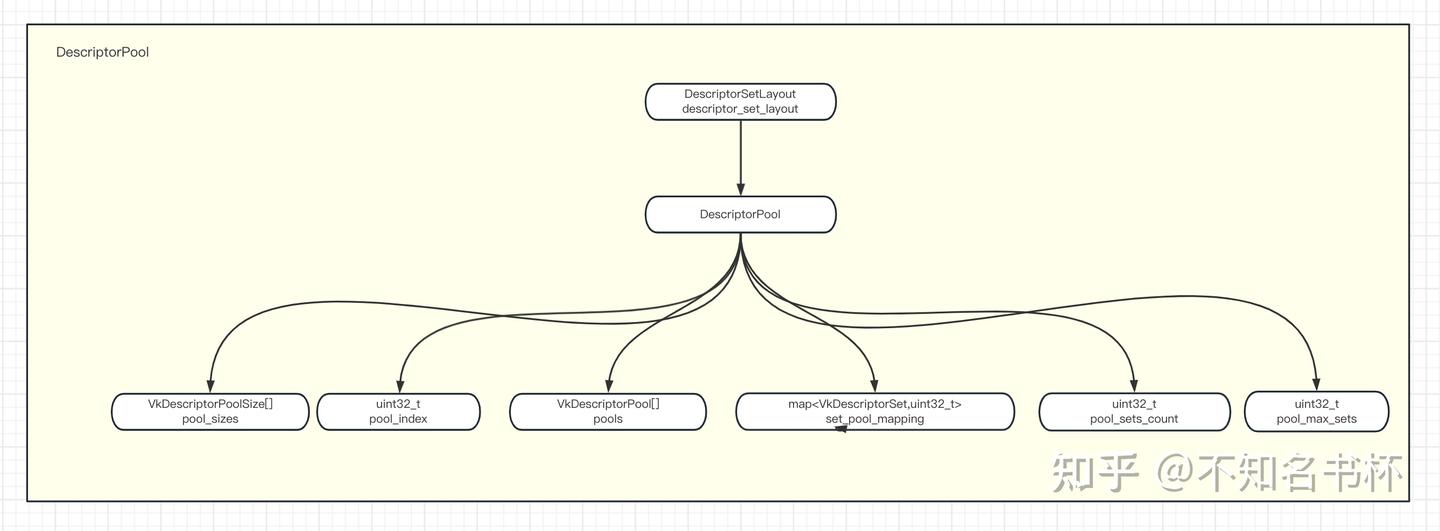 DescriptorPool
DescriptorSetLayout
descriptor_set_layout
DescriptorPool
VkDescriptorPoolSize[]
pool_sizes
uint32_t
pool_index
VkDescriptorPool[]
pools
map<VkDescriptorSet,uint32_t>
set_pool_mapping
uint32_t
pool_sets_count
uint32_t
pool_max_sets
知乎 @不知名书杯